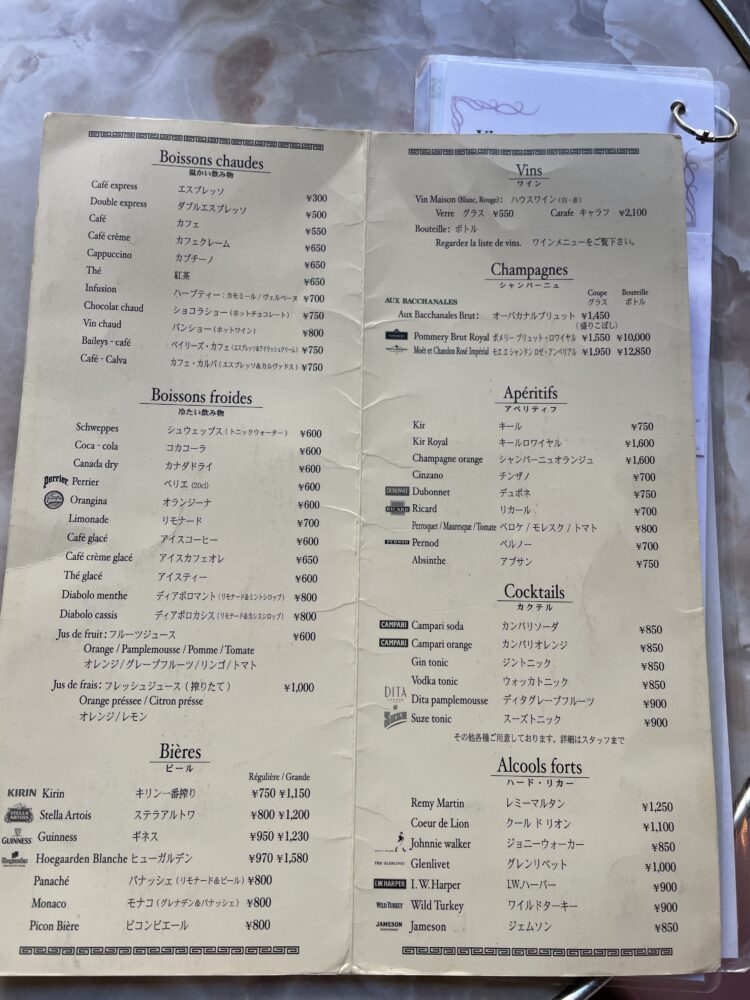 Boissons chaudes
温かい飲み物
Café express エスプレッソ ¥300
Double express ダブルエスプレッソ ¥500
Café カフェ ¥550
Café crème カフェクレーム ¥650
Cappuccino カプチーノ ¥650
Thé 紅茶 ¥650
Infusion ハーブティー：カモミール / ヴェルベーヌ ¥700
Chocolat chaud ショコラショー（ホットチョコレート） ¥750
Vin chaud バンショー（ホットワイン） ¥800
Baileys - café ベイリーズ・カフェ（エスプレッソ&アイリッシュクリーム） ¥750
Café - Calva カフェ・カルバ（エスプレッソ&カルヴァドス） ¥750
Boissons froides
冷たい飲み物
Schweppes シュウェップス（トニックウォーター） ¥600
Coca - cola コカコーラ ¥600
Canada dry カナダドライ ¥600
perrier Perrier ペリエ (20cl) ¥600
Orangina オランジーナ ¥600
Limonade リモナード ¥700
Café glacé アイスコーヒー ¥600
Café crème glacé アイスカフェオレ ¥650
Thé glacé アイスティー ¥600
Diabolo menthe ディアボロマント（リモナード&ミントシロップ） ¥800
Diabolo cassis ディアボロカシス（リモナード&カシスシロップ） ¥800
Jus de fruit : フルーツジュース ¥600
Orange / Pamplemousse / Pomme / Tomate
オレンジ / グレープフルーツ / リンゴ / トマト
Jus de frais : フレッシュジュース ( 搾りたて ) ¥1,000
Orange préssee / Citron présse
オレンジ/レモン
Bières
ビール
Régulière / Grande
KIRIN Kirin キリン一番搾り ¥750 ¥1,150
STELLA ARTOIS Stella Artois ステラアルトワ ¥800 ¥1,200
GUINNESS Guinness ギネス ¥950 ¥1,230
Hoegaarden Hoegaarden Blanche ヒューガルデン ¥970 ¥1,580
Panaché パナッシェ（リモナード&ビール） ¥800
Monaco モナコ（グレナデン&パナッシェ） ¥800
Picon Bière ピコンビエール ¥800
Vins
ワイン
Vin Maison (Blanc, Rouge)： ハウスワイン (白・赤)
Verre グラス ¥550 Carafe キャラフ ¥2,100
Bouteille： ボトル
Regardez la liste de vins. ワインメニューをご覧下さい。
Champagnes
シャンパーニュ
AUX BACCHANALES Coupe Bouteille
グラス ボトル
Aux Bacchanales Brut： オーバカナルブリュット ¥1,450
（盛りこぼし）
Pommery Brut Royal ポメリー ブリュット・ロワイヤル ¥1,550 ¥10,000
Moët et Chandon Rosé Impérial モエ エ シャンドン ロゼ・アンペリアル ¥1,950 ¥12,850
Apéritifs
アペリティフ
Kir キール ¥750
Kir Royal キールロワイヤル ¥1,600
Champagne orange シャンパーニュオランジュ ¥1,600
Cinzano チンザノ ¥700
DUBONNET Dubonnet デュボネ ¥750
RICARD Ricard リカール ¥700
Perroquet / Mauresque / Tomate ペロケ / モレスク / トマト ¥800
PERNOD Pernod ペルノー ¥700
Absinthe アブサン ¥750
Cocktails
カクテル
CAMPARI Campari soda カンパリソーダ ¥850
CAMPARI Campari orange カンパリオレンジ ¥850
Gin tonic ジントニック ¥850
Vodka tonic ウォッカトニック ¥850
DITA Dita pamplemousse ディタグレープフルーツ ¥900
Suze Suze tonic スーズトニック ¥900
その他各種ご用意しております。詳細はスタッフまで
Alcools forts
ハード・リカー
Remy Martin レミーマルタン ¥1,250
Coeur de Lion クール ド リオン ¥1,100
Johnnie walker ジョニーウォーカー ¥850
THE GLENLIVET Glenlivet グレンリベット ¥1,000
I.W.HARPER I. W. Harper I.W.ハーパー ¥900
WILD TURKEY Wild Turkey ワイルドターキー ¥900
JAMESON Jameson ジェムソン ¥850